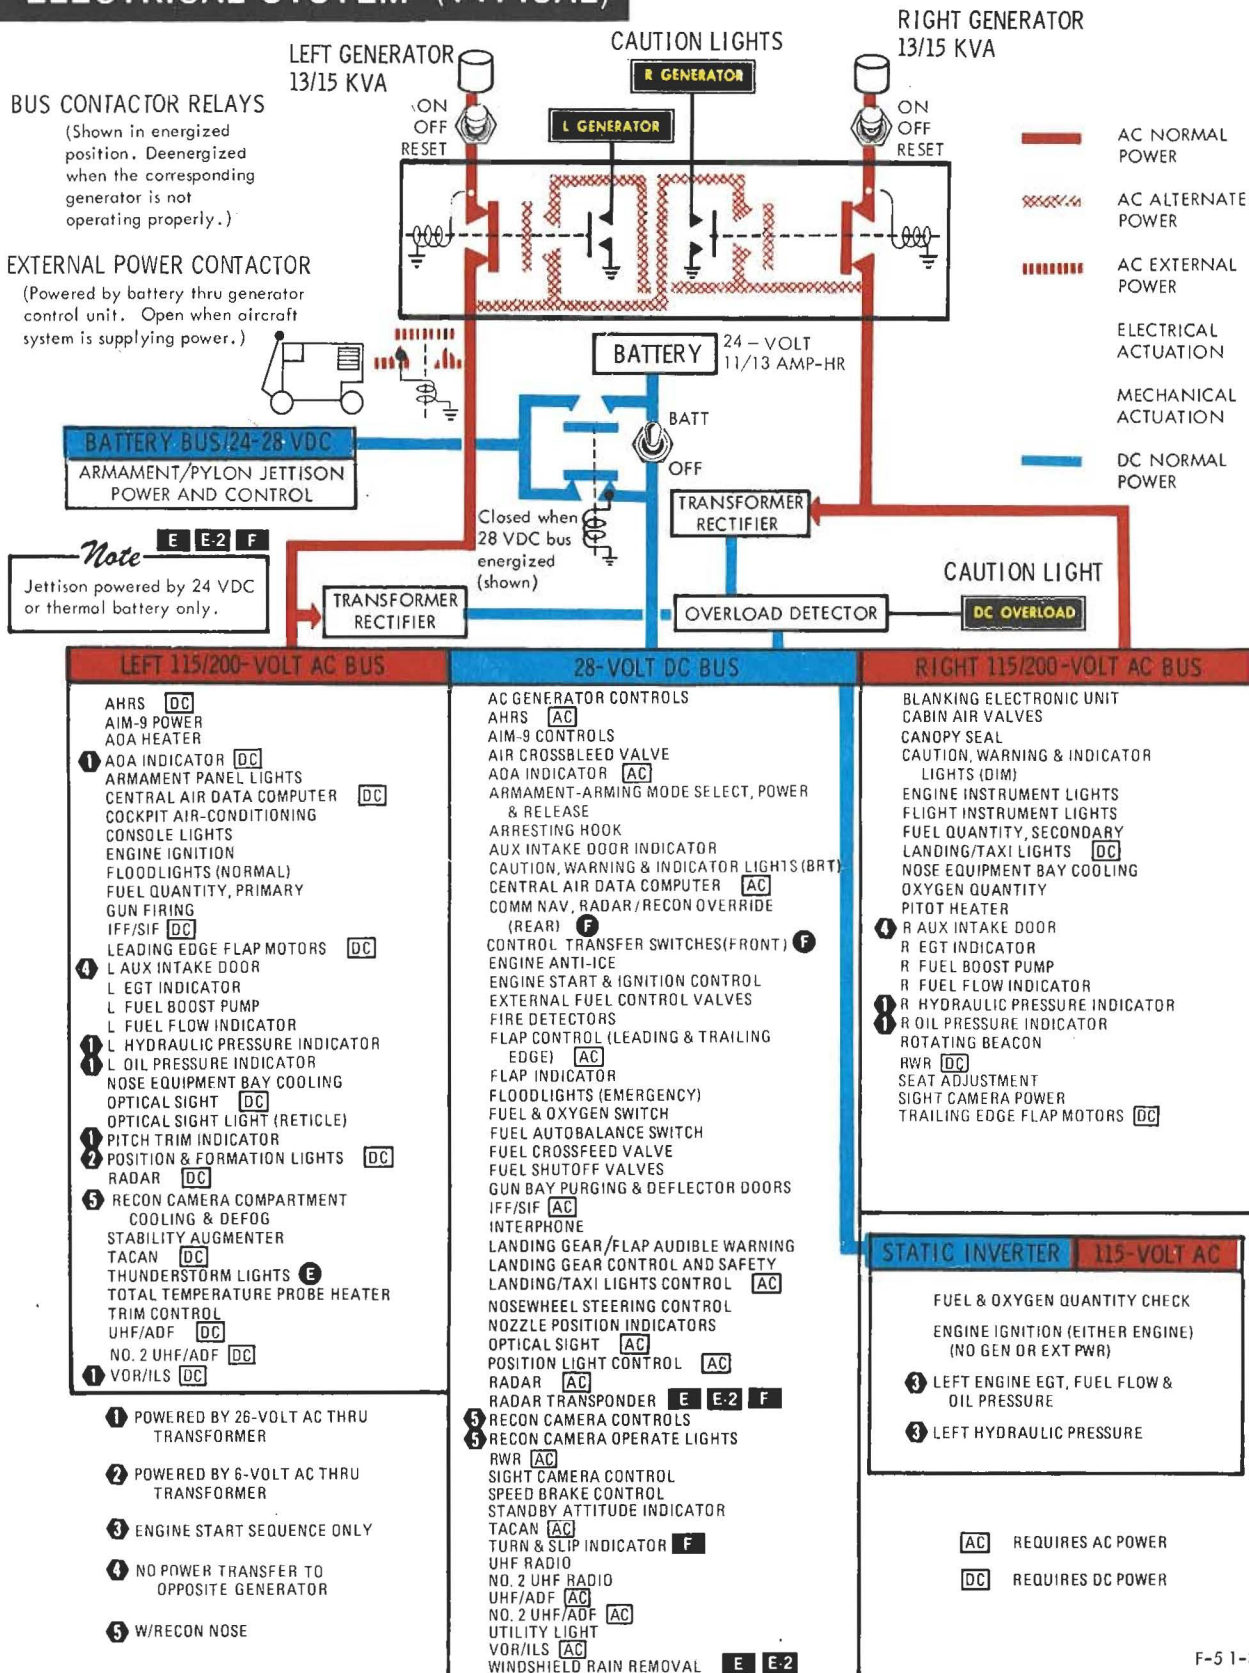 ELECTRICAL SYSTEM (TYPICAL)
LEFT GENERATOR
13/15 KVA
CAUTION LIGHTS
RIGHT GENERATOR
13/15 KVA
R GENERATOR
L GENERATOR
ON
OFF
RESET
ON
OFF
RESET
BUS CONTACTOR RELAYS
(Shown in energized
position. Deenergized
when the corresponding
generator is not
operating properly.)
EXTERNAL POWER CONTACTOR
(Powered by battery thru generator
control unit. Open when aircraft
system is supplying power.)
AC NORMAL
POWER
AC ALTERNATE
POWER
AC EXTERNAL
POWER
ELECTRICAL
ACTUATION
MECHANICAL
ACTUATION
DC NORMAL
POWER
BATTERY
24-VOLT
11/13 AMP-HR
BATT
OFF
BATTERY BUS/24-28 VDC
ARMAMENT/PYLON JETTISON
POWER AND CONTROL
Closed when
28 VDC bus
energized
(shown)
TRANSFORMER
RECTIFIER
E E-2 F
Note
Jettison powered by 24 VDC
or thermal battery only.
TRANSFORMER
RECTIFIER
OVERLOAD DETECTOR
CAUTION LIGHT
DC OVERLOAD
LEFT 115/200-VOLT AC BUS
AHRS DC
AIM-9 POWER
AOA HEATER
1 AOA INDICATOR DC
ARMAMENT PANEL LIGHTS
CENTRAL AIR DATA COMPUTER DC
COCKPIT AIR-CONDITIONING
CONSOLE LIGHTS
ENGINE IGNITION
FLOODLIGHTS (NORMAL)
FUEL QUANTITY, PRIMARY
GUN FIRING
IFF/SIF DC
LEADING EDGE FLAP MOTORS DC
4 L AUX INTAKE DOOR
L EGT INDICATOR
L FUEL BOOST PUMP
L FUEL FLOW INDICATOR
1 L HYDRAULIC PRESSURE INDICATOR
1 L OIL PRESSURE INDICATOR
NOSE EQUIPMENT BAY COOLING
OPTICAL SIGHT DC
OPTICAL SIGHT LIGHT (RETICLE)
1 PITCH TRIM INDICATOR
2 POSITION & FORMATION LIGHTS DC
RADAR DC
5 RECON CAMERA COMPARTMENT
COOLING & DEFOG
STABILITY AUGMENTER
TACAN DC
THUNDERSTORM LIGHTS E
TOTAL TEMPERATURE PROBE HEATER
TRIM CONTROL
UHF/ADF DC
NO. 2 UHF/ADF DC
1 VOR/ILS DC
1 POWERED BY 26-VOLT AC THRU
TRANSFORMER
2 POWERED BY 6-VOLT AC THRU
TRANSFORMER
3 ENGINE START SEQUENCE ONLY
4 NO POWER TRANSFER TO
OPPOSITE GENERATOR
5 W/RECON NOSE
28-VOLT DC BUS
AC GENERATOR CONTROLS
AHRS AC
AIM-9 CONTROLS
AIR CROSSBLEED VALVE
AOA INDICATOR AC
ARMAMENT-ARMING MODE SELECT, POWER
& RELEASE
ARRESTING HOOK
AUX INTAKE DOOR INDICATOR
CAUTION, WARNING & INDICATOR LIGHTS (BRT)
CENTRAL AIR DATA COMPUTER AC
COMM NAV, RADAR/RECON OVERRIDE
(REAR) F
CONTROL TRANSFER SWITCHES (FRONT) F
ENGINE ANTI-ICE
ENGINE START & IGNITION CONTROL
EXTERNAL FUEL CONTROL VALVES
FIRE DETECTORS
FLAP CONTROL (LEADING & TRAILING
EDGE) AC
FLAP INDICATOR
FLOODLIGHTS (EMERGENCY)
FUEL & OXYGEN SWITCH
FUEL AUTOBALANCE SWITCH
FUEL CROSSFEED VALVE
FUEL SHUTOFF VALVES
GUN BAY PURGING & DEFLECTOR DOORS
IFF/SIF AC
INTERPHONE
LANDING GEAR/FLAP AUDIBLE WARNING
LANDING GEAR CONTROL AND SAFETY
LANDING/TAXI LIGHTS CONTROL AC
NOSEWHEEL STEERING CONTROL
NOZZLE POSITION INDICATORS
OPTICAL SIGHT AC
POSITION LIGHT CONTROL AC
RADAR AC
RADAR TRANSPONDER E E-2 F
5 RECON CAMERA CONTROLS
5 RECON CAMERA OPERATE LIGHTS
RWR AC
SIGHT CAMERA CONTROL
SPEED BRAKE CONTROL
STANDBY ATTITUDE INDICATOR
TACAN AC
TURN & SLIP INDICATOR F
UHF RADIO
NO. 2 UHF RADIO
UHF/ADF AC
NO. 2 UHF/ADF AC
UTILITY LIGHT
VOR/ILS AC
WINDSHIELD RAIN REMOVAL E E-2
RIGHT 115/200-VOLT AC BUS
BLANKING ELECTRONIC UNIT
CABIN AIR VALVES
CANOPY SEAL
CAUTION, WARNING & INDICATOR
LIGHTS (DIM)
ENGINE INSTRUMENT LIGHTS
FLIGHT INSTRUMENT LIGHTS
FUEL QUANTITY, SECONDARY
LANDING/TAXI LIGHTS DC
NOSE EQUIPMENT BAY COOLING
OXYGEN QUANTITY
PITOT HEATER
4 R AUX INTAKE DOOR
R EGT INDICATOR
R FUEL BOOST PUMP
R FUEL FLOW INDICATOR
1 R HYDRAULIC PRESSURE INDICATOR
1 R OIL PRESSURE INDICATOR
ROTATING BEACON
RWR DC
SEAT ADJUSTMENT
SIGHT CAMERA POWER
TRAILING EDGE FLAP MOTORS DC
STATIC INVERTER 115-VOLT AC
FUEL & OXYGEN QUANTITY CHECK
ENGINE IGNITION (EITHER ENGINE)
(NO GEN OR EXT PWR)
3 LEFT ENGINE EGT, FUEL FLOW &
OIL PRESSURE
3 LEFT HYDRAULIC PRESSURE
AC REQUIRES AC POWER
DC REQUIRES DC POWER
F-5 1-